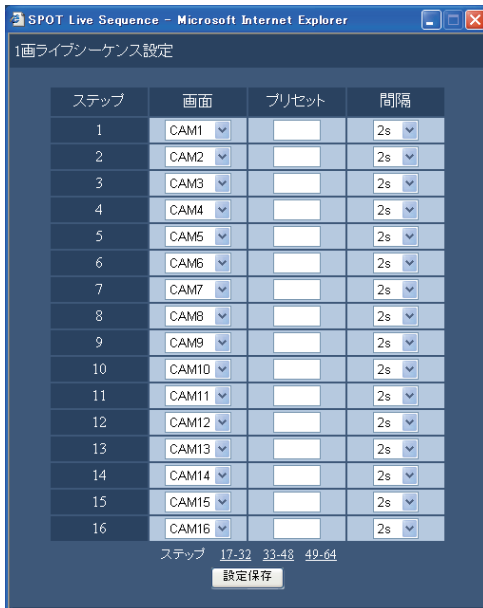 SPOT Live Sequence - Microsoft Internet Explorer
1画ライブシーケンス設定
ステップ 画面 プリセット 間隔
1 CAM1 2s
2 CAM2 2s
3 CAM3 2s
4 CAM4 2s
5 CAM5 2s
6 CAM6 2s
7 CAM7 2s
8 CAM8 2s
9 CAM9 2s
10 CAM10 2s
11 CAM11 2s
12 CAM12 2s
13 CAM13 2s
14 CAM14 2s
15 CAM15 2s
16 CAM16 2s
ステップ 17-32 33-48 49-64
設定保存